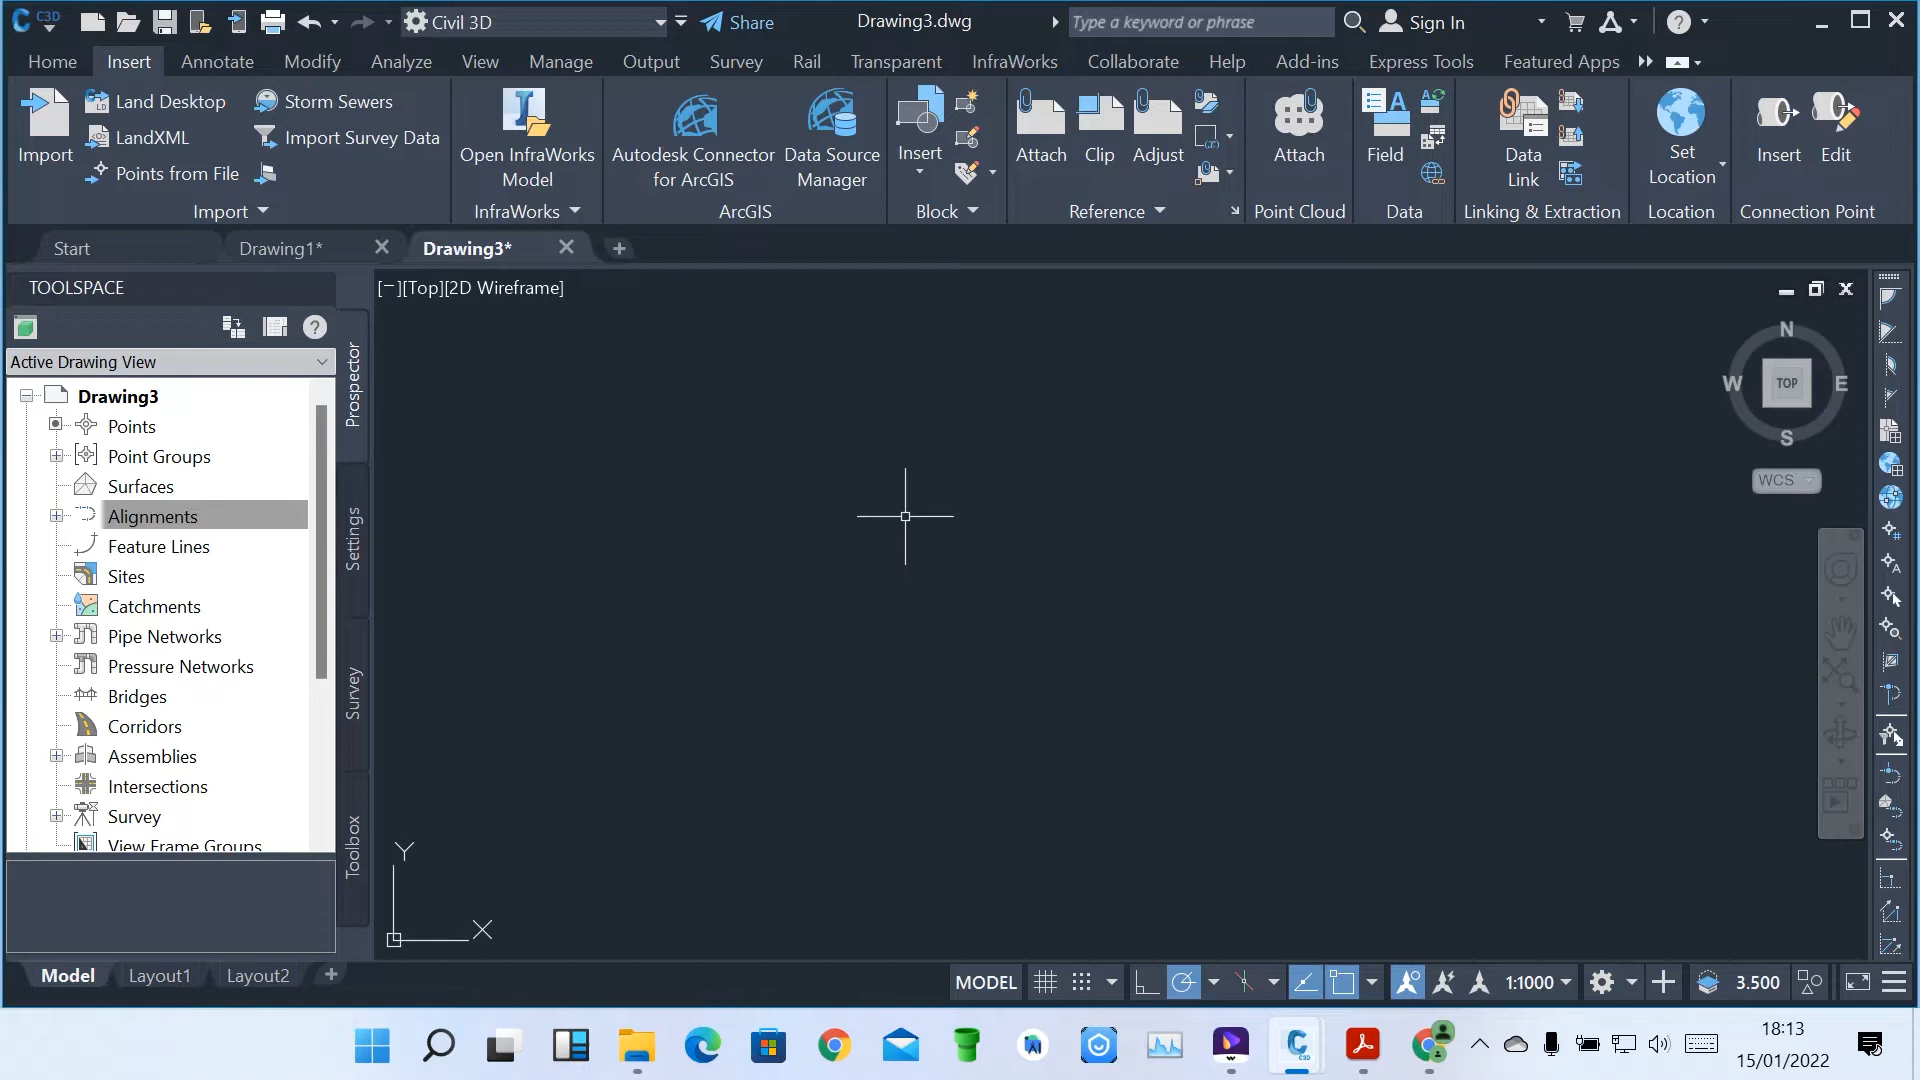 C3D Civil 3D Share Drawing3.dwg Type a keyword or phrase Sign In
Home Insert Annotate Modify Analyze View Manage Output Survey Rail Transparent InfraWorks Collaborate Help Add-ins Express Tools Featured Apps
Import
Land Desktop
LandXML
Points from File
Storm Sewers
Import Survey Data
Import
Open InfraWorks
Model
InfraWorks
Autodesk Connector
for ArcGIS
Data Source
Manager
ArcGIS
Insert
Block
Attach Clip Adjust
Reference
Attach
Point Cloud
Field
Data
Data
Link
Linking & Extraction
Set
Location
Location
Insert Edit
Connection Point
Start Drawing1* Drawing3*
TOOLSPACE
Active Drawing View
Drawing3
Points
Point Groups
Surfaces
Alignments
Feature Lines
Sites
Catchments
Pipe Networks
Pressure Networks
Bridges
Corridors
Assemblies
Intersections
Survey
View Frame Groups
Prospector
Settings
Survey
Toolbox
[−][Top][2D Wireframe]
N
W TOP E
S
WCS
Y
X
Model Layout1 Layout2
MODEL 1:1000 3.500
18:13
15/01/2022